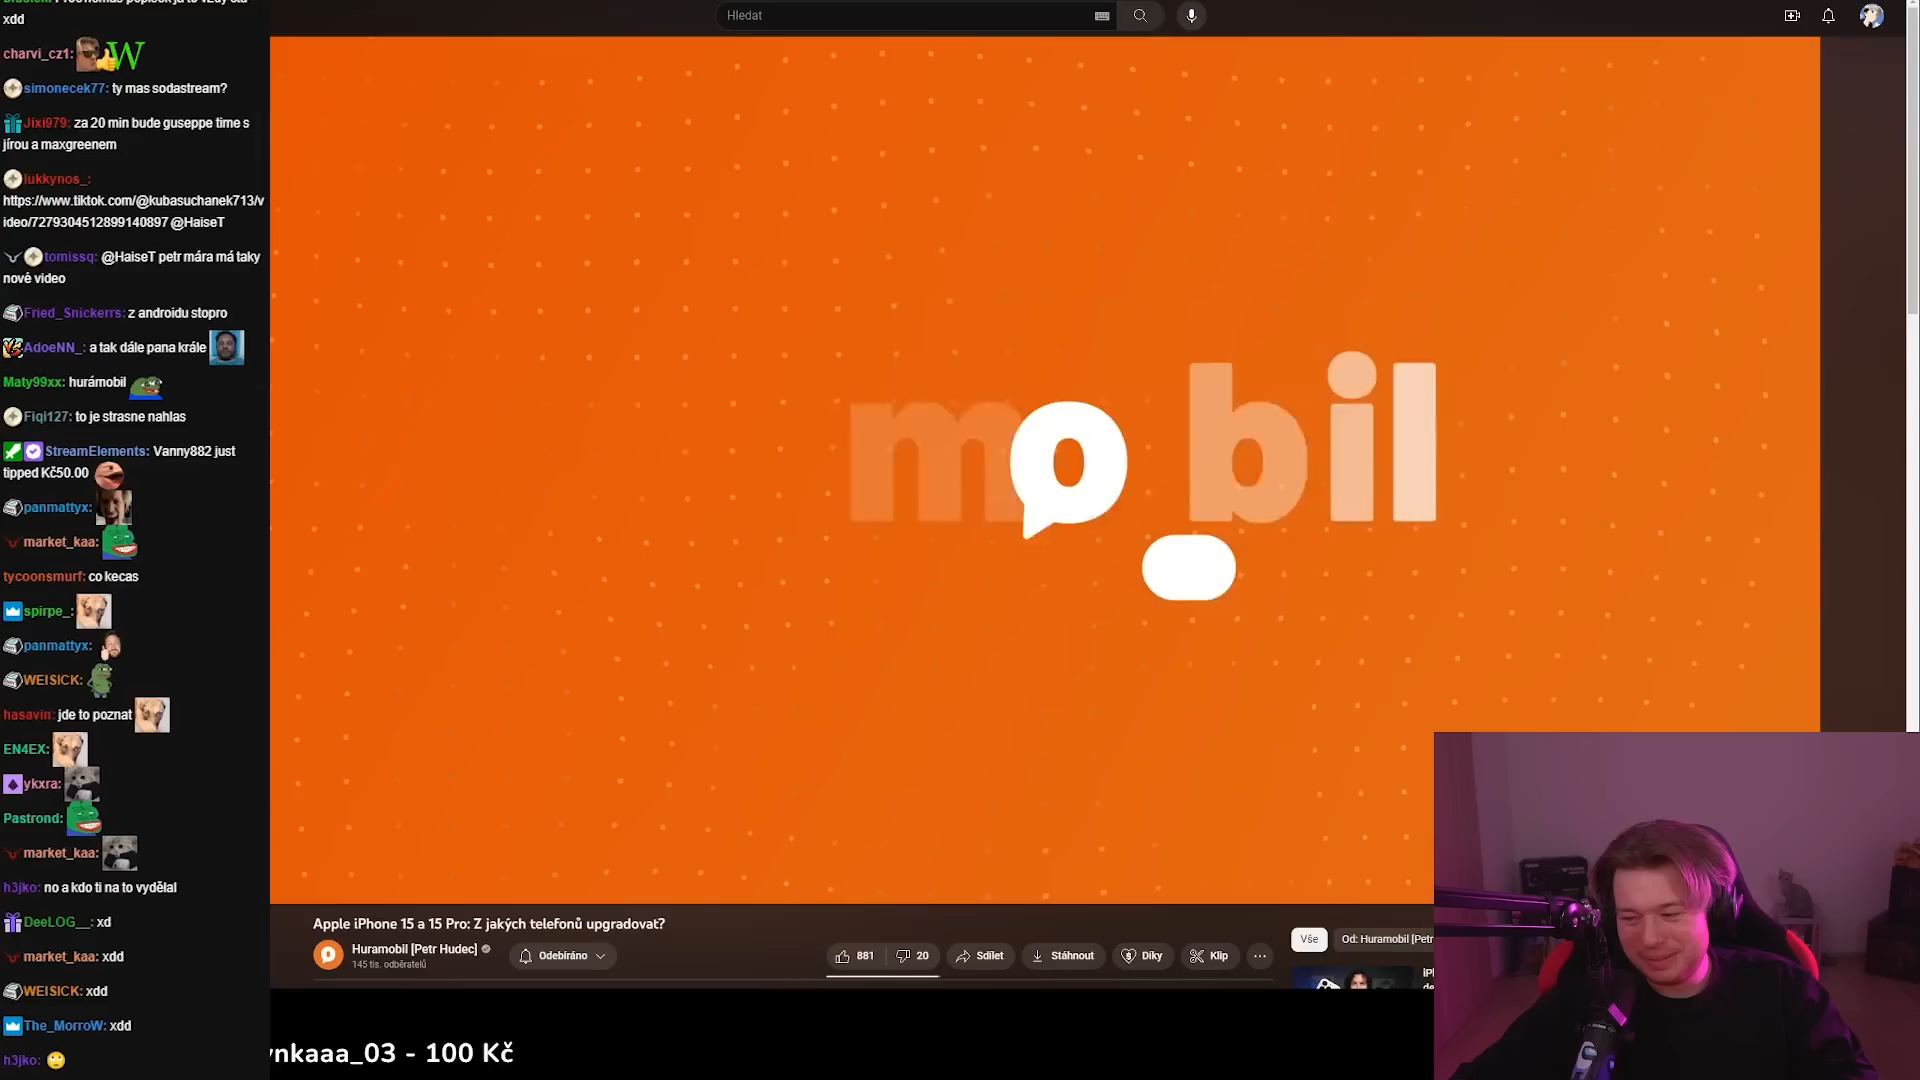 xdd
charvi_cz1: W
simonecek77: ty mas sodastream?
Jixi979: za 20 min bude guseppe time s
jírou a maxgreenem
lukkynos_:
https://www.tiktok.com/@kubasuchanek713/v
ideo/7279304512899140897 @HaiseT
tomissq: @HaiseT petr mára má taky
nové video
Fried_Snickerrs: z androidu stopro
AdoeNN_: a tak dále pana krále
Maty99xx: hurámobil
Fiqi127: to je strasne nahlas
StreamElements: Vanny882 just
tipped Kč50.00
panmattyx:
market_kaa:
tycoonsmurf: co kecas
spirpe_:
panmattyx:
WEISICK:
hasavin: jde to poznat
EN4EX:
ykxra:
Pastrond:
market_kaa:
h3jko: no a kdo ti na to vydělal
DeeLOG__: xd
market_kaa: xdd
WEISICK: xdd
The_MorroW: xdd
h3jko:
Hledat
mobil
Apple iPhone 15 a 15 Pro: Z jakých telefonů upgradovat?
Huramobil [Petr Hudec]
145 tis. odběratelů
Odebíráno
881
20
Sdílet
Stáhnout
Díky
Klip
Vše
Od: Huramobil [Petr
ynkaaa_03 - 100 Kč